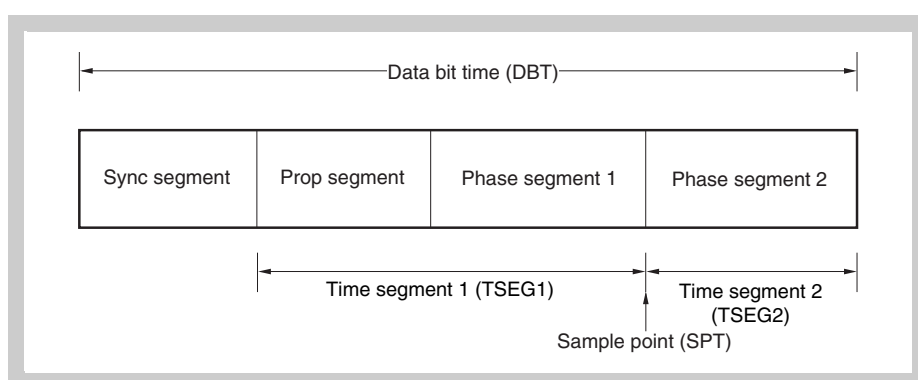 Data bit time (DBT)
Sync segment
Prop segment
Phase segment 1
Phase segment 2
Time segment 1 (TSEG1)
Time segment 2
(TSEG2)
Sample point (SPT)